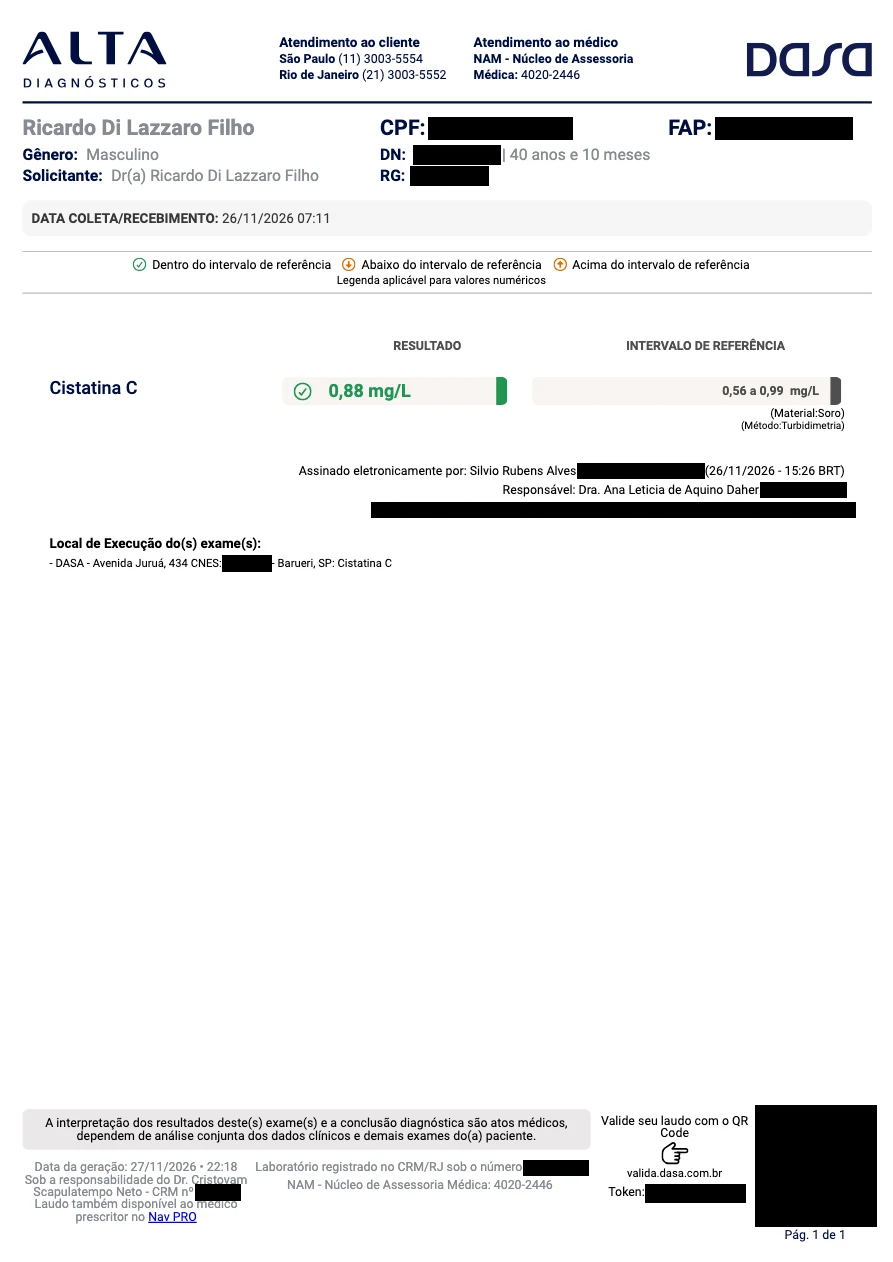 ALTA
DIAGNÓSTICOS
Atendimento ao cliente
São Paulo (11) 3003-5554
Rio de Janeiro (21) 3003-5552
Atendimento ao médico
NAM - Núcleo de Assessoria
Médica: 4020-2446
DASA
Ricardo Di Lazzaro Filho
CPF:
FAP:
Gênero: Masculino
DN: | 40 anos e 10 meses
Solicitante: Dr(a) Ricardo Di Lazzaro Filho
RG:
DATA COLETA/RECEBIMENTO: 26/11/2026 07:11
Dentro do intervalo de referência Abaixo do intervalo de referência Acima do intervalo de referência
Legenda aplicável para valores numéricos
RESULTADO INTERVALO DE REFERÊNCIA
Cistatina C 0,88 mg/L 0,56 a 0,99 mg/L
(Material:Soro)
(Método:Turbidimetria)
Assinado eletronicamente por: Silvio Rubens Alves (26/11/2026 - 15:26 BRT)
Responsável: Dra. Ana Leticia de Aquino Daher
Local de Execução do(s) exame(s):
- DASA - Avenida Juruá, 434 CNES: - Barueri, SP: Cistatina C
A interpretação dos resultados deste(s) exame(s) e a conclusão diagnóstica são atos médicos,
dependem de análise conjunta dos dados clínicos e demais exames do(a) paciente.
Data da geração: 27/11/2026 • 22:18
Sob a responsabilidade do Dr. Cristovam
Scapulatempo Neto - CRM nº
Laudo também disponível ao médico
prescritor no Nav PRO
Laboratório registrado no CRM/RJ sob o número
NAM - Núcleo de Assessoria Médica: 4020-2446
Valide seu laudo com o QR
Code
valida.dasa.com.br
Token:
Pág. 1 de 1